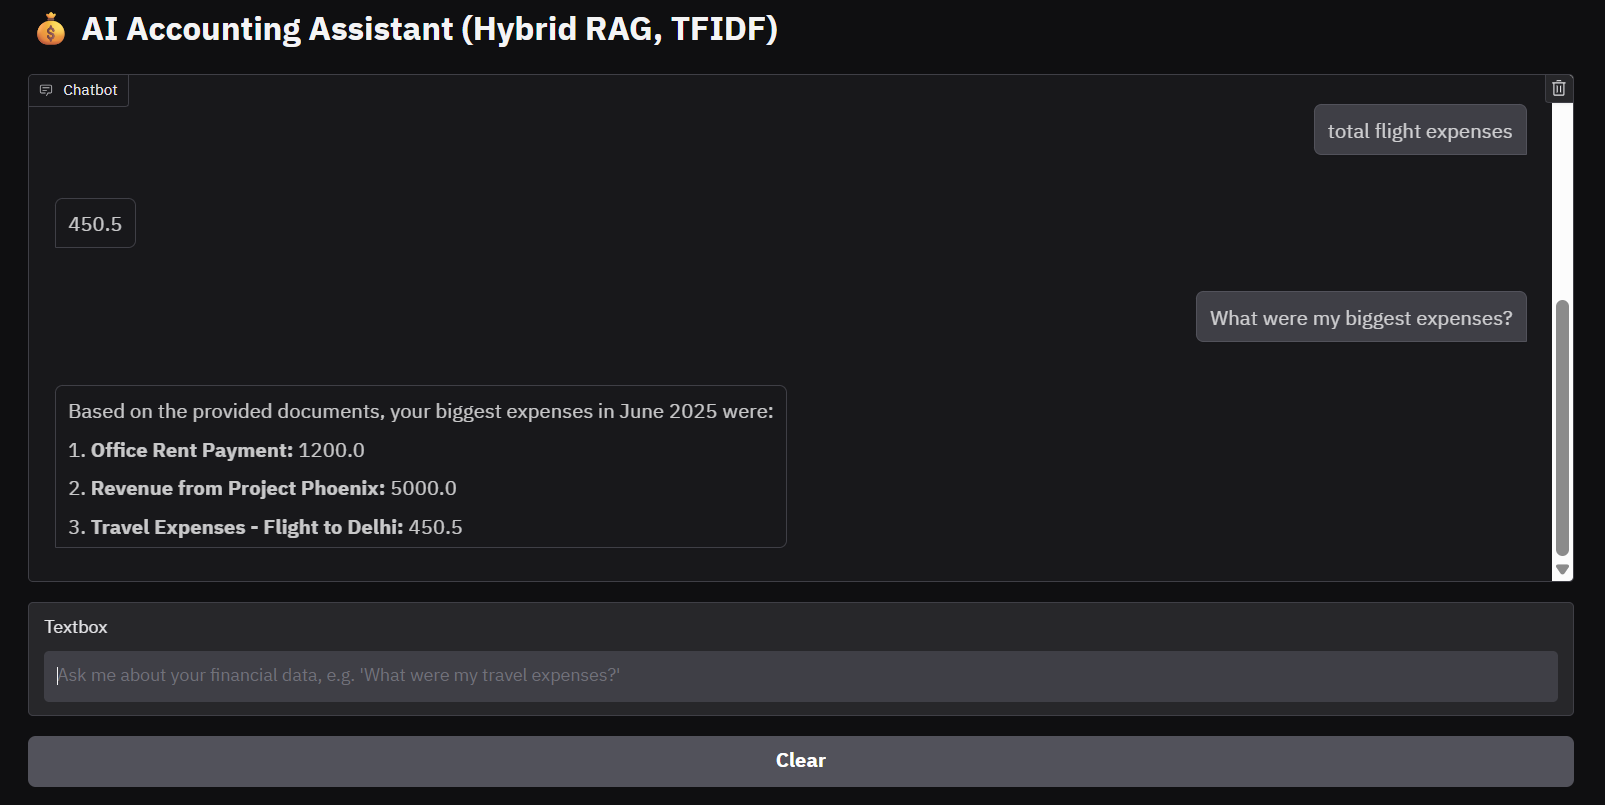 💰 AI Accounting Assistant (Hybrid RAG, TFIDF)
Chatbot
total flight expenses
450.5
What were my biggest expenses?
Based on the provided documents, your biggest expenses in June 2025 were:
1. Office Rent Payment: 1200.0
2. Revenue from Project Phoenix: 5000.0
3. Travel Expenses - Flight to Delhi: 450.5
Textbox
Ask me about your financial data, e.g. 'What were my travel expenses?'
Clear